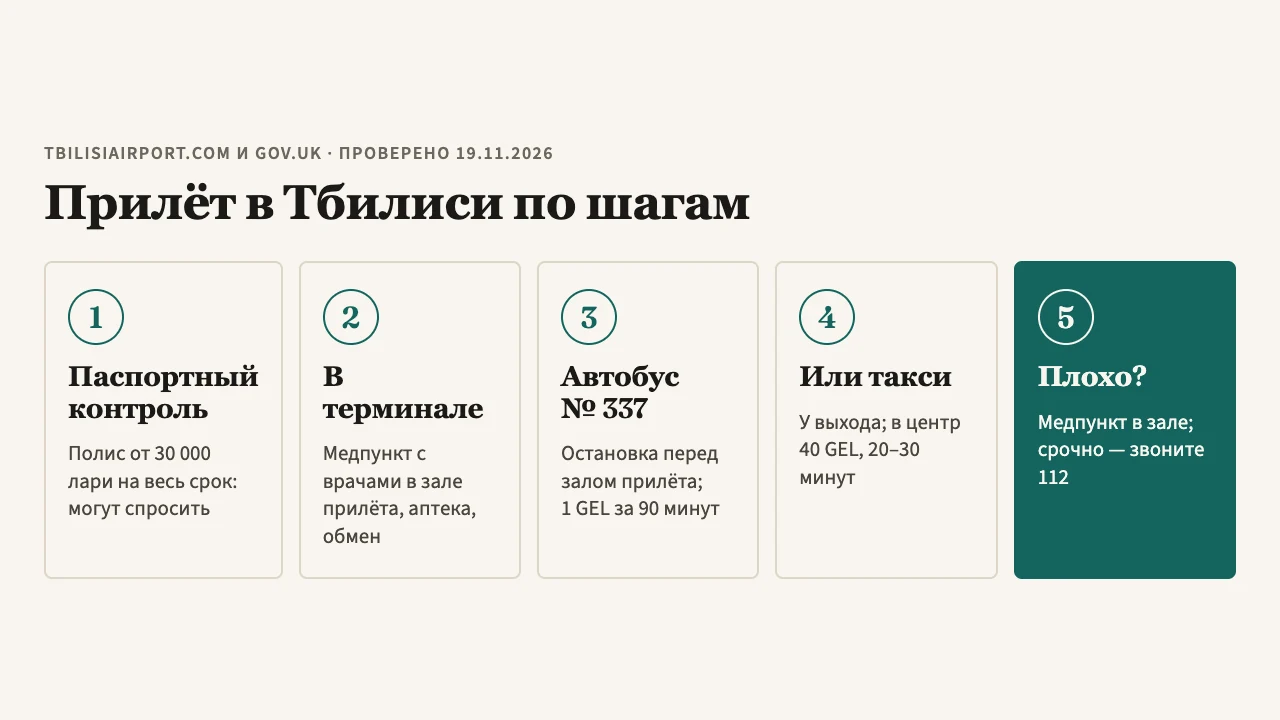 TBILISIAIRPORT.COM И GOV.UK · ПРОВЕРЕНО 19.11.2026
Прилёт в Тбилиси по шагам
1
Паспортный
контроль
Полис от 30 000
лари на весь срок:
могут спросить
2
В
терминале
Медпункт с
врачами в зале
прилёта, аптека,
обмен
3
Автобус
№ 337
Остановка перед
залом прилёта;
1 GEL за 90 минут
4
Или такси
У выхода; в центр
40 GEL, 20–30
минут
5
Плохо?
Медпункт в зале;
срочно — звоните
112